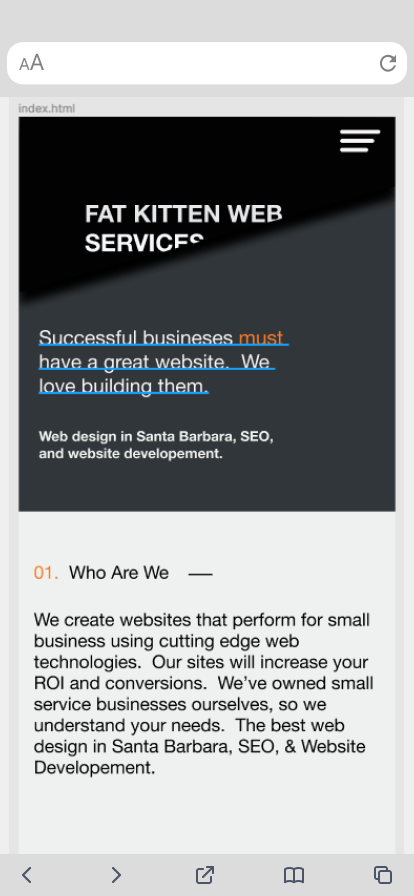 AA
index.html
FAT KITTEN WEB
SERVICES
Successful busineses must
have a great website.  We
love building them.
Web design in Santa Barbara, SEO,
and website developement.
01.  Who Are We
We create websites that perform for small
business using cutting edge web
technologies.  Our sites will increase your
ROI and conversions.  We’ve owned small
service businesses ourselves, so we
understand your needs.  The best web
design in Santa Barbara, SEO, & Website
Developement.